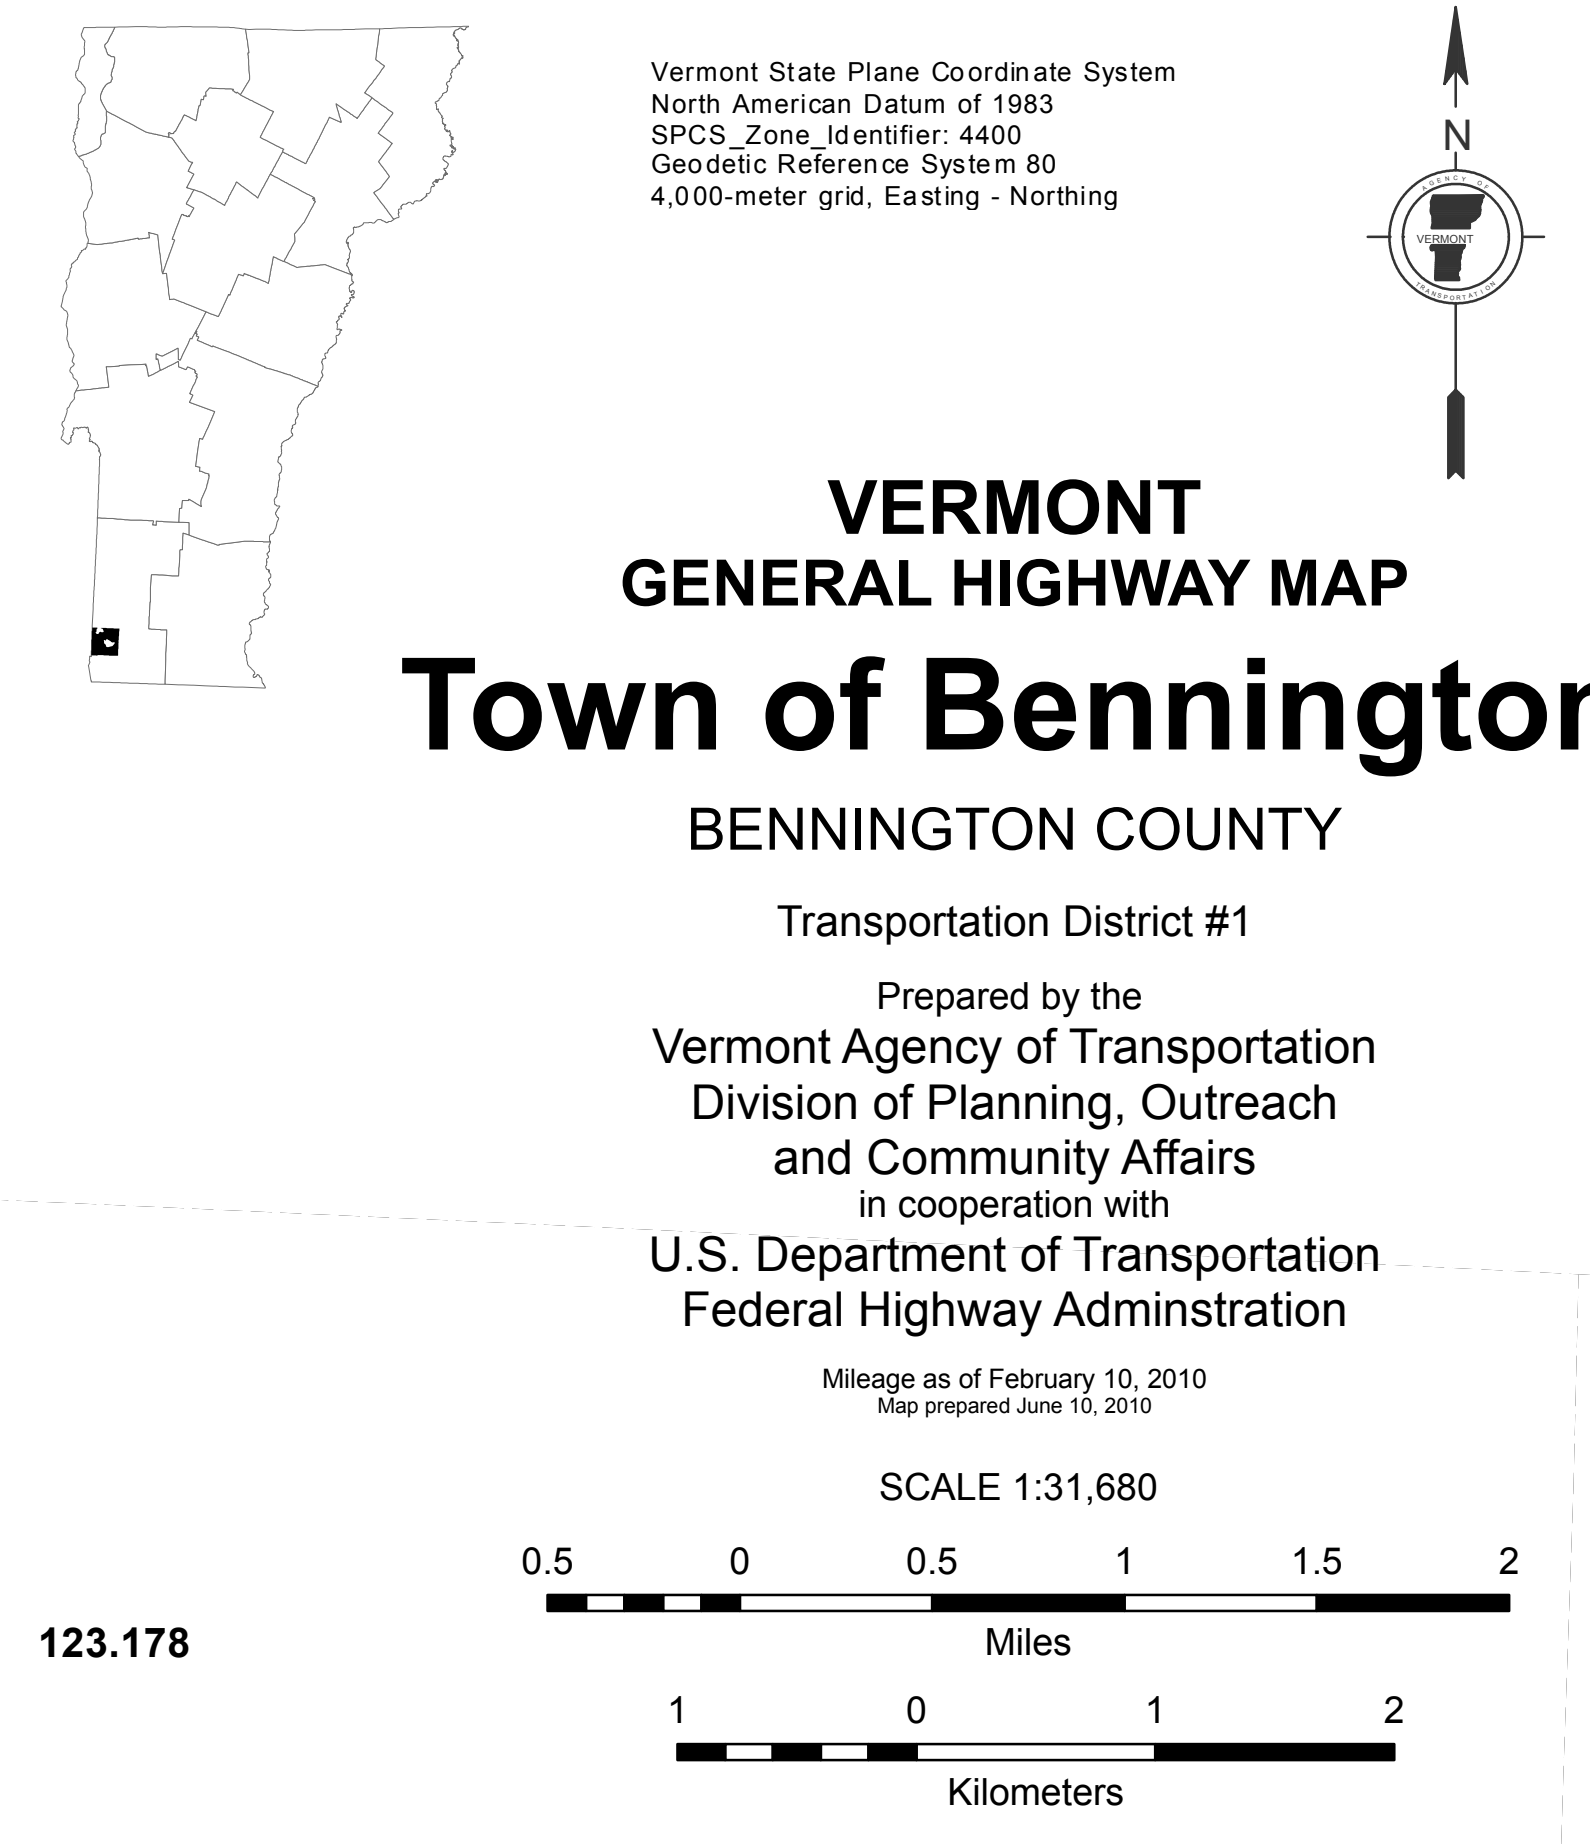 Vermont State Plane Coordinate System
North American Datum of 1983
SPCS_Zone_Identifier: 4400
Geodetic Reference System 80
4,000-meter grid, Easting - Northing
N
AGENCY OF
VERMONT
TRANSPORTATION
VERMONT
GENERAL HIGHWAY MAP
Town of Bennington
BENNINGTON COUNTY
Transportation District #1
Prepared by the
Vermont Agency of Transportation
Division of Planning, Outreach
and Community Affairs
in cooperation with
U.S. Department of Transportation
Federal Highway Adminstration
Mileage as of February 10, 2010
Map prepared June 10, 2010
SCALE 1:31,680
0.5 0 0.5 1 1.5 2
Miles
123.178
1 0 1 2
Kilometers